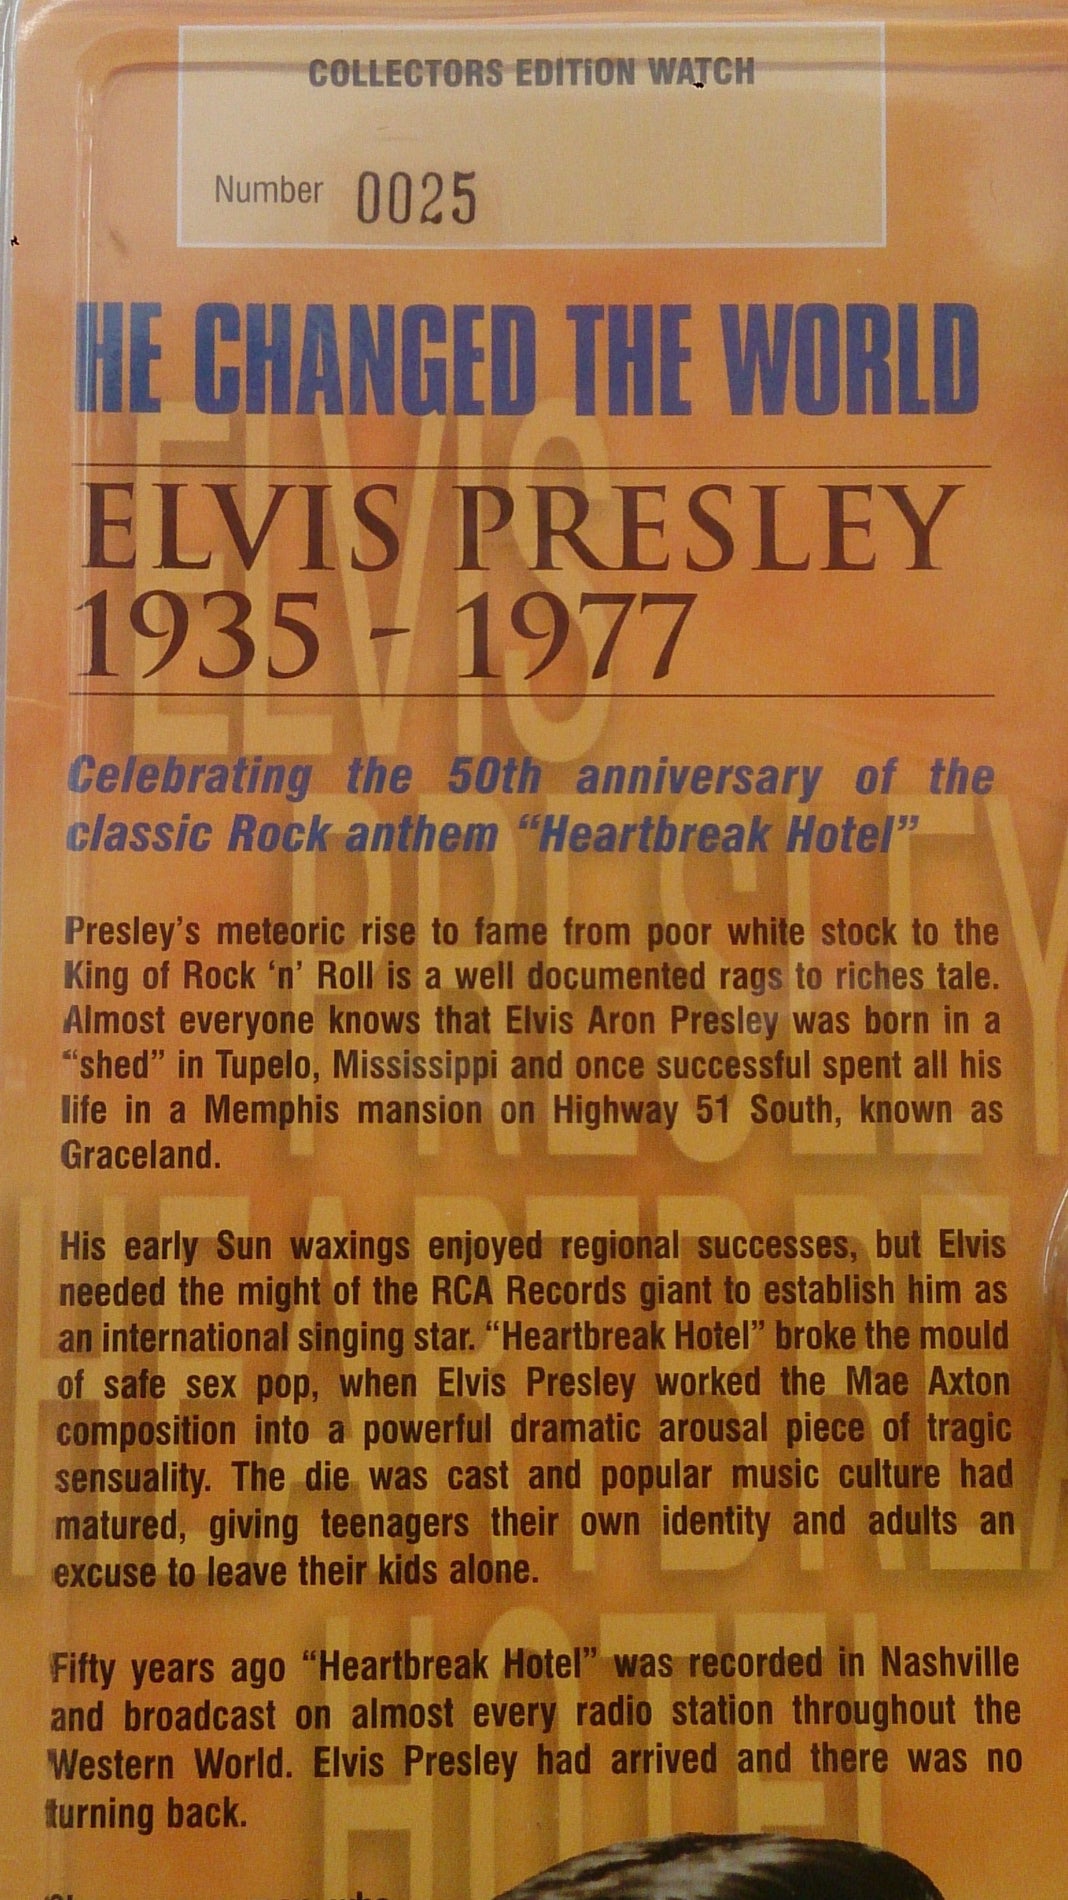 COLLECTORS EDITION WATCH
Number 0025
HE CHANGED THE WORLD
ELVIS PRESLEY
1935 - 1977
Celebrating the 50th anniversary of the
classic Rock anthem “Heartbreak Hotel”
Presley’s meteoric rise to fame from poor white stock to the
King of Rock ‘n’ Roll is a well documented rags to riches tale.
Almost everyone knows that Elvis Aron Presley was born in a
“shed” in Tupelo, Mississippi and once successful spent all his
life in a Memphis mansion on Highway 51 South, known as
Graceland.
His early Sun waxings enjoyed regional successes, but Elvis
needed the might of the RCA Records giant to establish him as
an international singing star. “Heartbreak Hotel” broke the mould
of safe sex pop, when Elvis Presley worked the Mae Axton
composition into a powerful dramatic arousal piece of tragic
sensuality. The die was cast and popular music culture had
matured, giving teenagers their own identity and adults an
excuse to leave their kids alone.
Fifty years ago “Heartbreak Hotel” was recorded in Nashville
and broadcast on almost every radio station throughout the
Western World. Elvis Presley had arrived and there was no
turning back.
ELVIS
PRESLEY
HEARTBREA
HOTEL